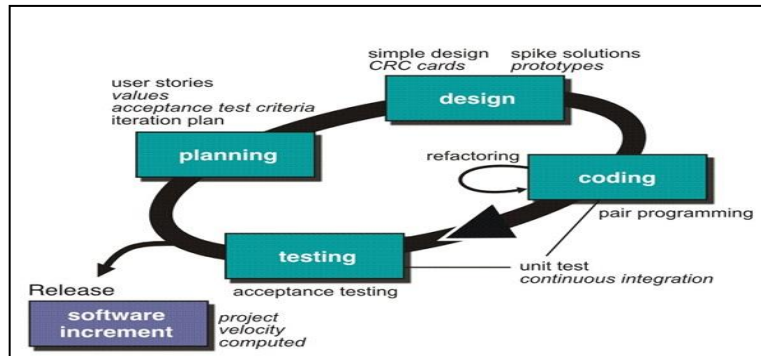 simple design
CRC cards
spike solutions
prototypes
user stories
values
acceptance test criteria
iteration plan
design
planning
refactoring
coding
pair programming
testing
unit test
continuous integration
acceptance testing
Release
software
increment
project
velocity
computed